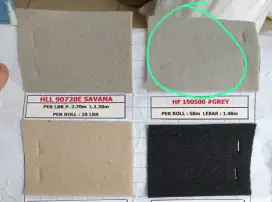 HLL 90720E SAVANA
PER LBR P. 2.70m L.1.58m
PER ROLL : 20 LBR
HF 190500 #GREY
PER ROLL : 50m LEBAR : 1.48m